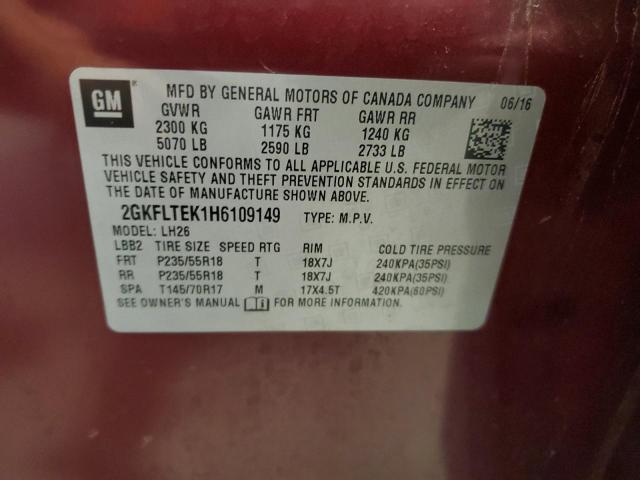 GM
MFD BY GENERAL MOTORS OF CANADA COMPANY 06/16
GVWR GAWR FRT GAWR RR
2300 KG 1175 KG 1240 KG
5070 LB 2590 LB 2733 LB
THIS VEHICLE CONFORMS TO ALL APPLICABLE U.S. FEDERAL MOTOR
VEHICLE SAFETY AND THEFT PREVENTION STANDARDS IN EFFECT ON
THE DATE OF MANUFACTURE SHOWN ABOVE.
2GKFLTEK1H6109149 TYPE: M.P.V.
MODEL: LH26
LBB2 TIRE SIZE SPEED RTG RIM COLD TIRE PRESSURE
FRT P235/55R18 T 18X7J 240KPA(35PSI)
RR P235/55R18 T 18X7J 240KPA(35PSI)
SPA T145/70R17 M 17X4.5T 420KPA(60PSI)
SEE OWNER'S MANUAL FOR MORE INFORMATION.